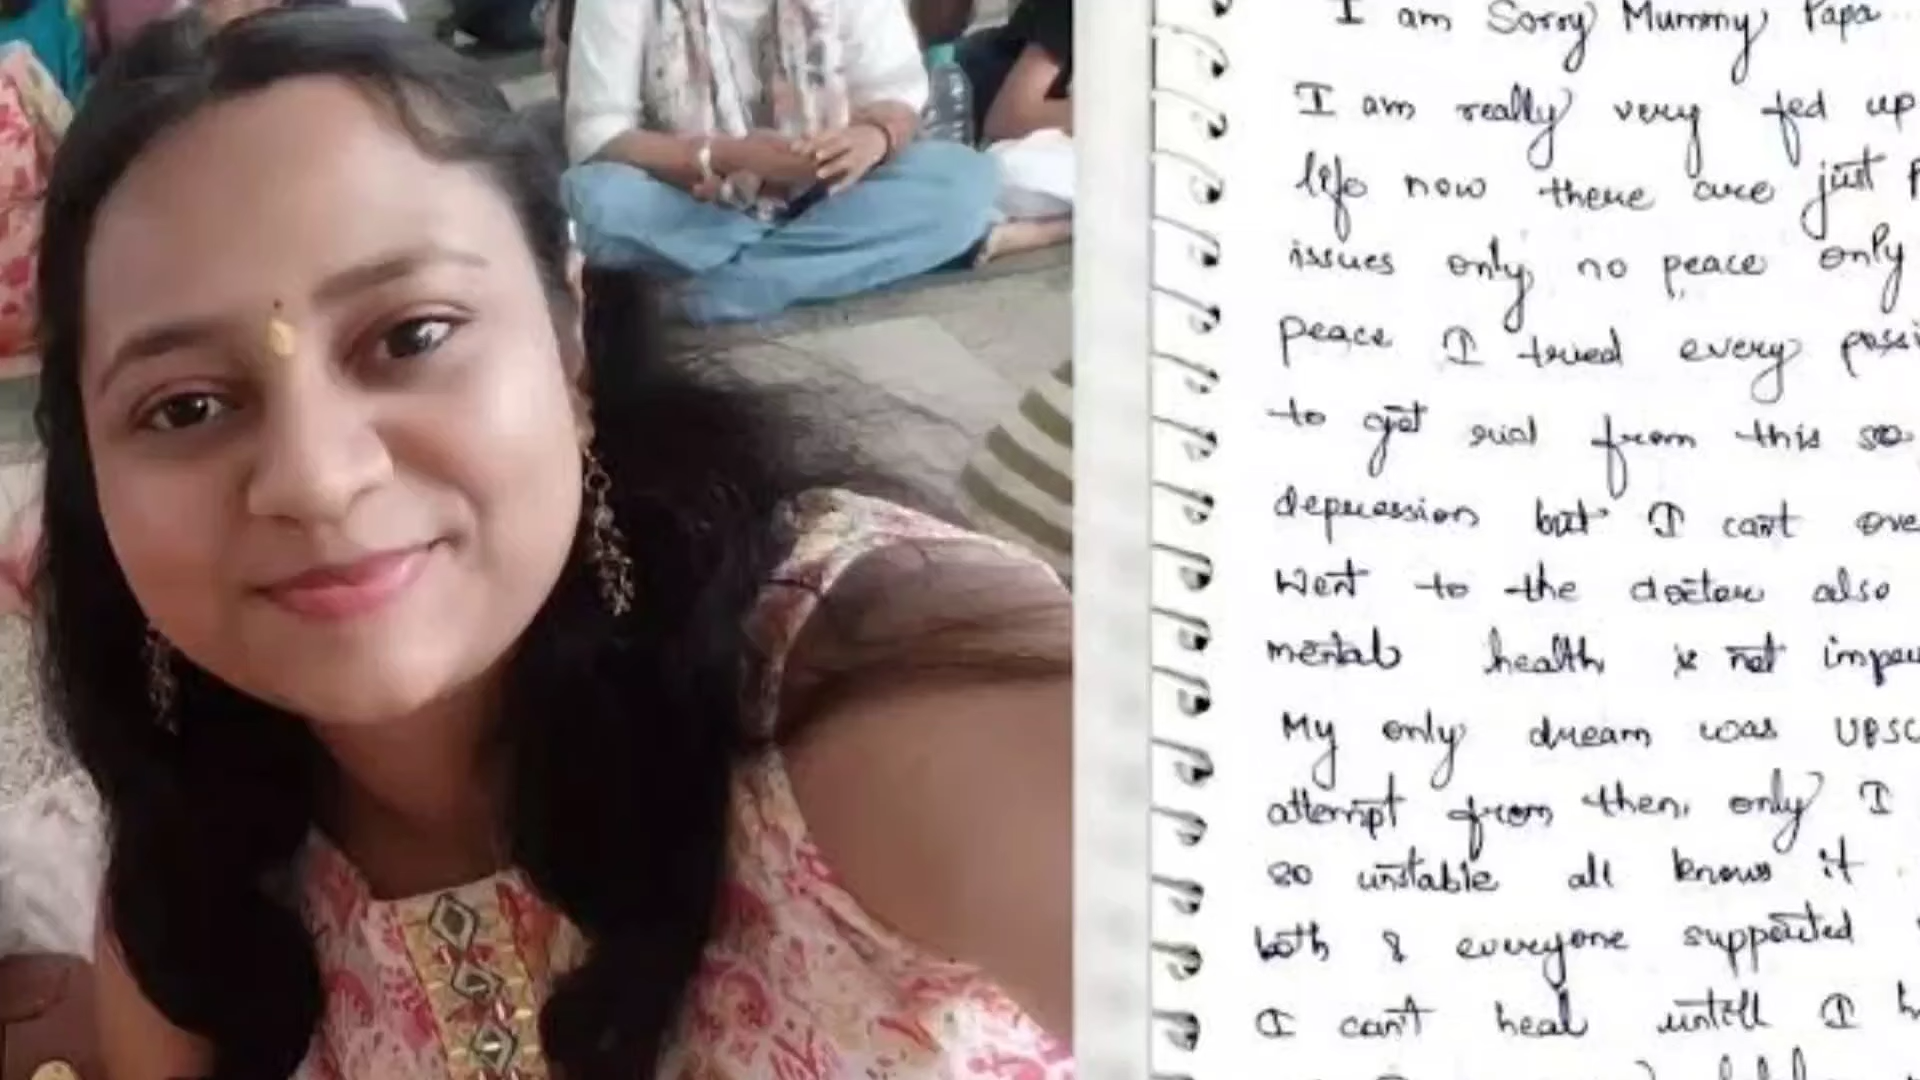 I am Sorry Mummy Papa
I am really very fed up
life now there are just
issues only, no peace only
peace I tried every
to get rid from this so
depression but I can't
went to the doctor also
mental health is not
My only dream was UPSC
attempt from then, only I
so unstable all knows it
both & everyone supported
I can't heal untill I